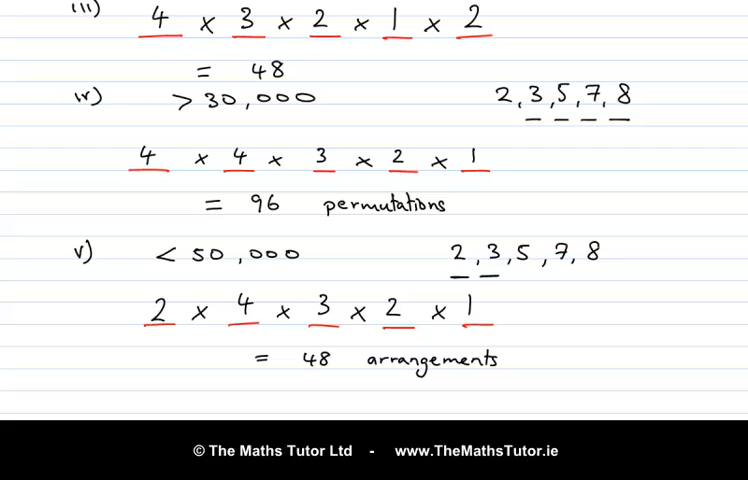 iii) 4 × 3 × 2 × 1 × 2
= 48
iv) > 30,000 2, 3, 5, 7, 8
4 × 4 × 3 × 2 × 1
= 96 permutations
v) < 50,000 2, 3, 5, 7, 8
2 × 4 × 3 × 2 × 1
= 48 arrangements
© The Maths Tutor Ltd - www.TheMathsTutor.ie